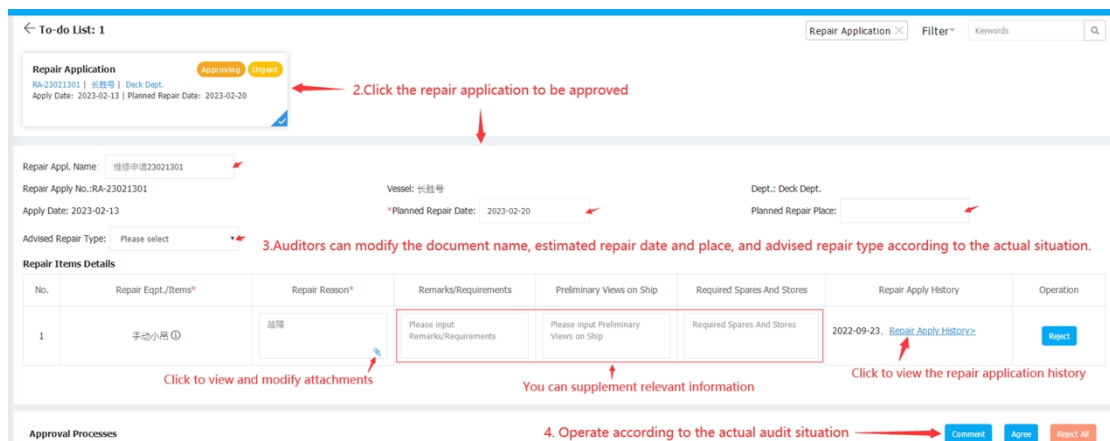 To-do List: 1
Repair Application ×
Filter
Keywords
Repair Application
Approving
Urgent
RA-23021301 | 长胜号 | Deck Dept.
Apply Date: 2023-02-13 | Planned Repair Date: 2023-02-20
2.Click the repair application to be approved
Repair Appl. Name: 维修申请23021301
Repair Apply No.:RA-23021301
Vessel: 长胜号
Dept.: Deck Dept.
Apply Date: 2023-02-13
*Planned Repair Date: 2023-02-20
Planned Repair Place:
Advised Repair Type: Please select
3.Auditors can modify the document name, estimated repair date and place, and advised repair type according to the actual situation.
Repair Items Details
No.
Repair Eqpt./Items*
Repair Reason*
Remarks/Requirements
Preliminary Views on Ship
Required Spares And Stores
Repair Apply History
Operation
1
手动小吊
故障
Please input
Remarks/Requirements
Please input Preliminary
Views on Ship
Required Spares And Stores
2022-09-23, Repair Apply History>
Reject
Click to view and modify attachments
You can supplement relevant information
Click to view the repair application history
Approval Processes
4. Operate according to the actual audit situation
Comment
Agree
Reject All